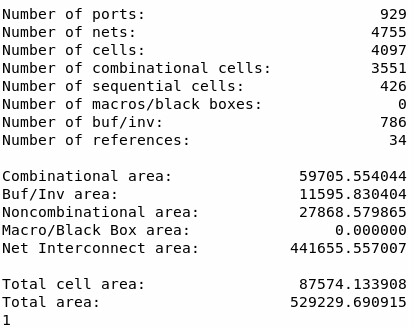 Number of ports: 929
Number of nets: 4755
Number of cells: 4097
Number of combinational cells: 3551
Number of sequential cells: 426
Number of macros/black boxes: 0
Number of buf/inv: 786
Number of references: 34
Combinational area: 59705.554044
Buf/Inv area: 11595.830404
Noncombinational area: 27868.579865
Macro/Black Box area: 0.000000
Net Interconnect area: 441655.557007
Total cell area: 87574.133908
Total area: 529229.690915
1